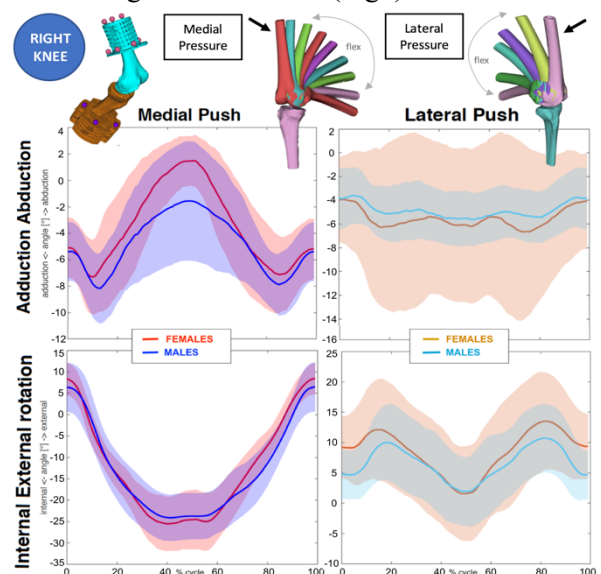 RIGHT
KNEE
Medial
Pressure
flex
Lateral
Pressure
flex
Medial Push
Lateral Push
Adduction Abduction
adduction <- angle [°] -> abduction
4
2
0
-2
-4
-6
-8
-10
-12
2
0
-2
-4
-6
-8
-10
-12
-14
-16
FEMALES
MALES
FEMALES
MALES
Internal External rotation
internal <- angle [°] -> external
15
10
5
0
-5
-10
-15
-20
-25
-30
-35
25
20
15
10
5
0
-5
-10
0 20 40 % cycle 60 80 100
0 20 40 % cycle 60 80 100